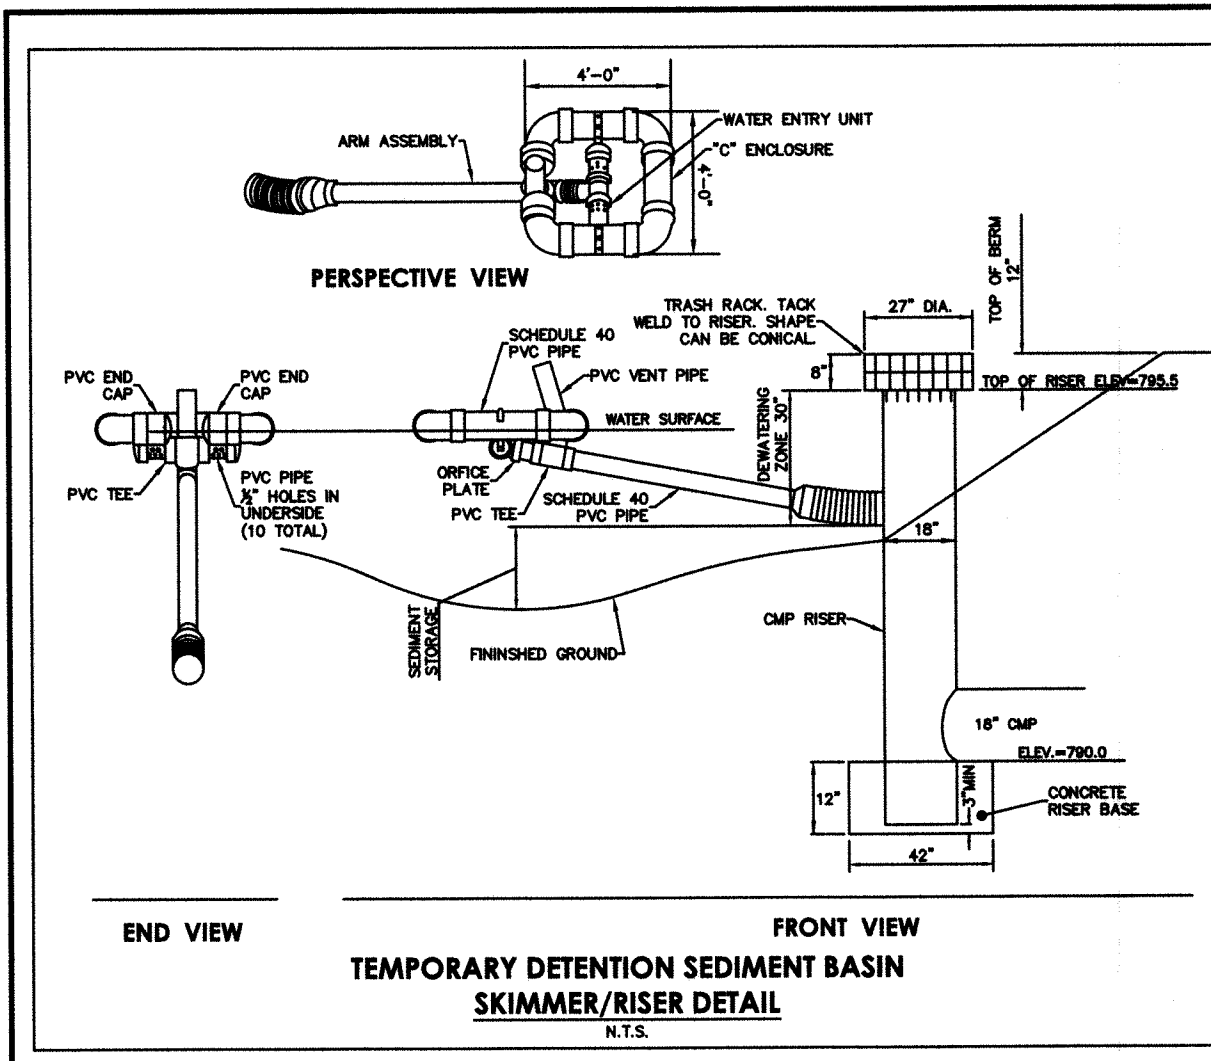 4'-0"
WATER ENTRY UNIT
ARM ASSEMBLY
"C" ENCLOSURE
4'-0"
PERSPECTIVE VIEW
TOP OF BERM
12"
TRASH RACK. TACK
WELD TO RISER. SHAPE
CAN BE CONICAL.
27" DIA.
8"
TOP OF RISER ELEV=795.5
SCHEDULE 40
PVC PIPE
PVC VENT PIPE
PVC END
CAP
PVC END
CAP
WATER SURFACE
DEWATERING
ZONE 30"
PVC TEE
PVC PIPE
½" HOLES IN
UNDERSIDE
(10 TOTAL)
ORFICE
PLATE
PVC TEE
SCHEDULE 40
PVC PIPE
18"
SEDIMENT
STORAGE
FININSHED GROUND
CMP RISER
18" CMP
ELEV.=790.0
12"
3"MIN
CONCRETE
RISER BASE
42"
END VIEW
FRONT VIEW
TEMPORARY DETENTION SEDIMENT BASIN
SKIMMER/RISER DETAIL
N.T.S.